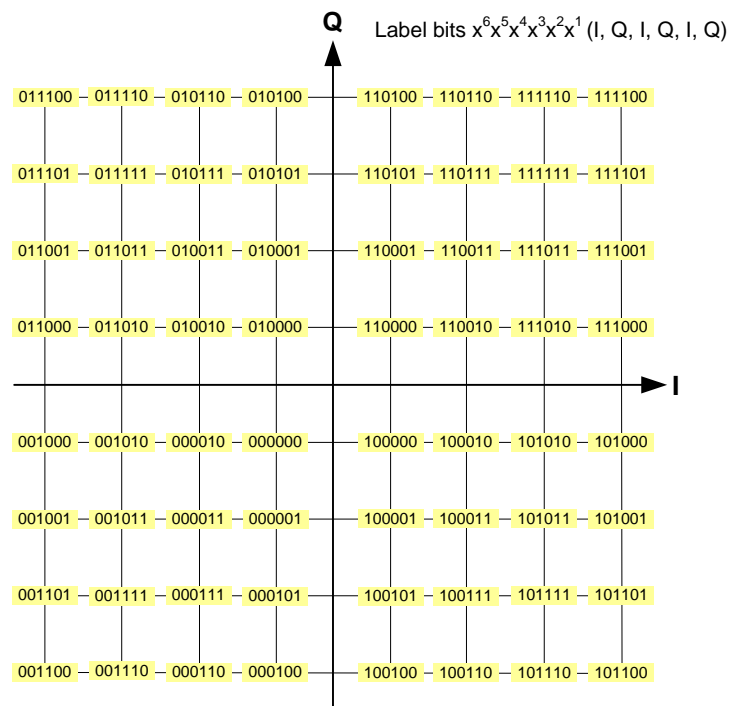 Q Label bits x⁶x⁵x⁴x³x²x¹ (I, Q, I, Q, I, Q)
011100 011110 010110 010100 110100 110110 111110 111100
011101 011111 010111 010101 110101 110111 111111 111101
011001 011011 010011 010001 110001 110011 111011 111001
011000 011010 010010 010000 110000 110010 111010 111000
I
001000 001010 000010 000000 100000 100010 101010 101000
001001 001011 000011 000001 100001 100011 101011 101001
001101 001111 000111 000101 100101 100111 101111 101101
001100 001110 000110 000100 100100 100110 101110 101100